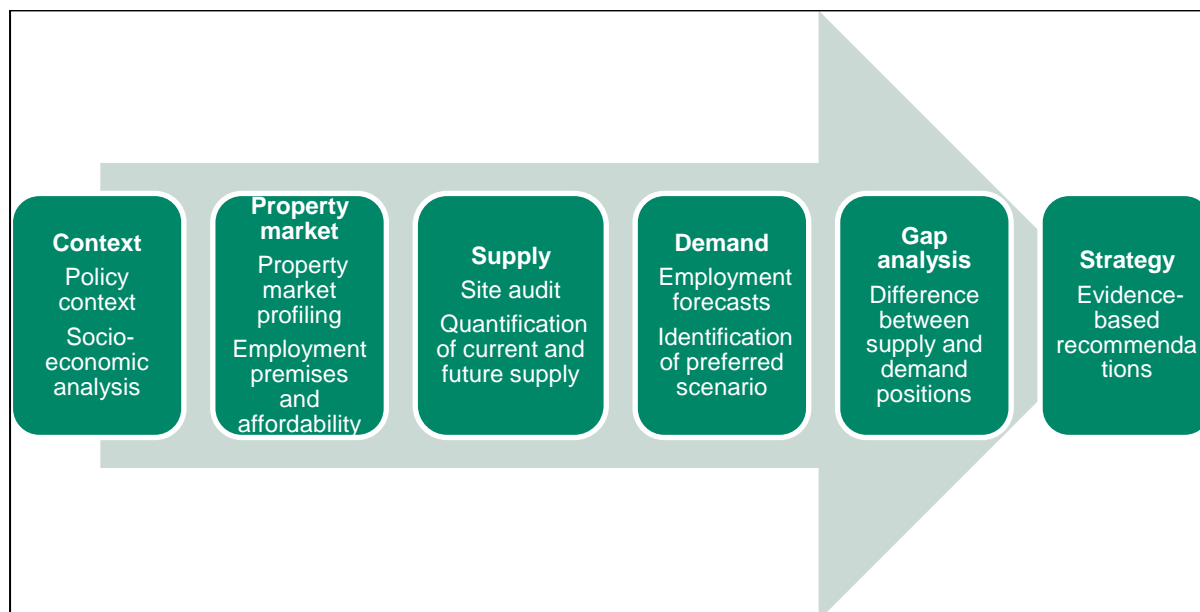 Context
Policy
context
Socio-
economic
analysis
Property
market
Property
market
profiling
Employment
premises
and
affordability
Supply
Site audit
Quantification
of current and
future supply
Demand
Employment
forecasts
Identification
of preferred
scenario
Gap
analysis
Difference
between
supply and
demand
positions
Strategy
Evidence-
based
recommenda
tions